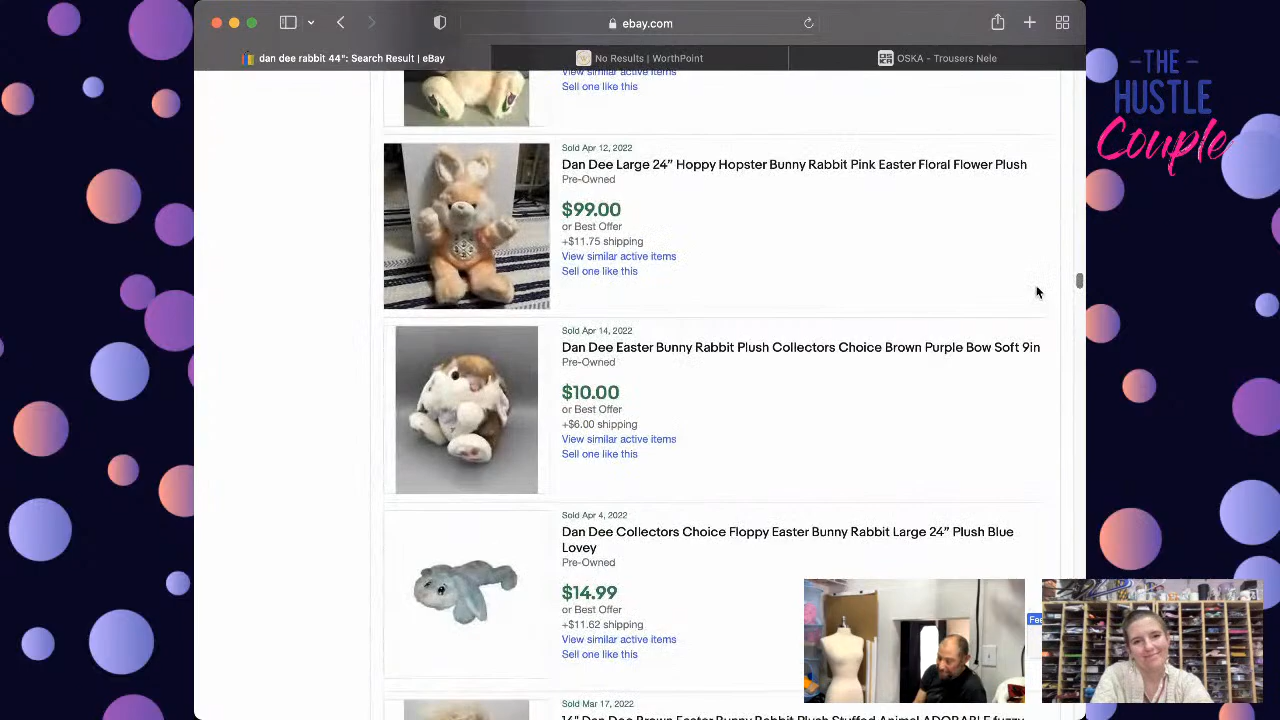 ebay.com
dan dee rabbit 44": Search Result | eBay
No Results | WorthPoint
OSKA - Trousers Nele
- THE -
HUSTLE
Couple
View similar active items
Sell one like this
Sold Apr 12, 2022
Dan Dee Large 24” Hoppy Hopster Bunny Rabbit Pink Easter Floral Flower Plush
Pre-Owned
$99.00
or Best Offer
+$11.75 shipping
View similar active items
Sell one like this
Sold Apr 14, 2022
Dan Dee Easter Bunny Rabbit Plush Collectors Choice Brown Purple Bow Soft 9in
Pre-Owned
$10.00
or Best Offer
+$6.00 shipping
View similar active items
Sell one like this
Sold Apr 4, 2022
Dan Dee Collectors Choice Floppy Easter Bunny Rabbit Large 24” Plush Blue
Lovey
Pre-Owned
$14.99
or Best Offer
+$11.62 shipping
View similar active items
Sell one like this
Sold Mar 17, 2022
14" Dan Dee Brown Easter Bunny Rabbit Plush Stuffed Animal ADORABLE fuzzy